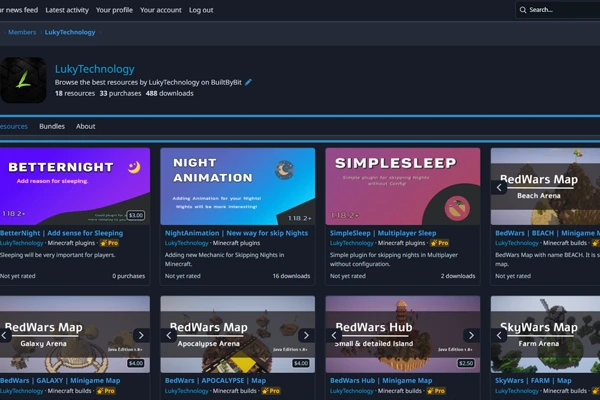 ur news feed Latest activity Your profile Your account Log out
Search...
Members LukyTechnology
LukyTechnology
Browse the best resources by LukyTechnology on BuiltByBit
18 resources 33 purchases 488 downloads
esources Bundles About
BETTERNIGHT
Add reason for sleeping.
1.18.2+
$3.00
BetterNight | Add sense for Sleeping
LukyTechnology · Minecraft plugins · Pro
Sleeping will be very important for players.
Not yet rated 0 purchases
NIGHT
ANIMATION
Adding Animation for your Nights!
Nights will be more interesting!
1.18.2+
NightAnimation | New way for skip Nights
LukyTechnology · Minecraft plugins
Adding new Mechanic for Skipping Nights in
Minecraft.
Not yet rated 16 downloads
SIMPLESLEEP
Simple plugin for skipping Nights
without Config!
1.18.2+
SimpleSleep | Multiplayer Sleep
LukyTechnology · Minecraft plugins · Pro
Simple plugin for skipping nights in Multiplayer
without configuration.
Not yet rated 2 downloads
BedWars Map
Beach Arena
BedWars | BEACH | Minigame M
LukyTechnology · Minecraft builds ·
BedWars Map with name BEACH. It is s
map.
Not yet rated
BedWars Map
Galaxy Arena
Java Edition 1.8+
$4.00
BedWars | GALAXY | Minigame Map
LukyTechnology · Minecraft builds · Pro
BedWars Map
Apocalypse Arena
Java Edition 1.8+
$4.00
BedWars | APOCALYPSE | Map
LukyTechnology · Minecraft builds · Pro
BedWars Hub
Small & detailed Island
Java Edition 1.8+
$2.50
BedWars Hub | Minigame Map
LukyTechnology · Minecraft builds · Pro
SkyWars Map
Farm Arena
SkyWars | FARM | Minigame Map
LukyTechnology · Minecraft builds · Pro